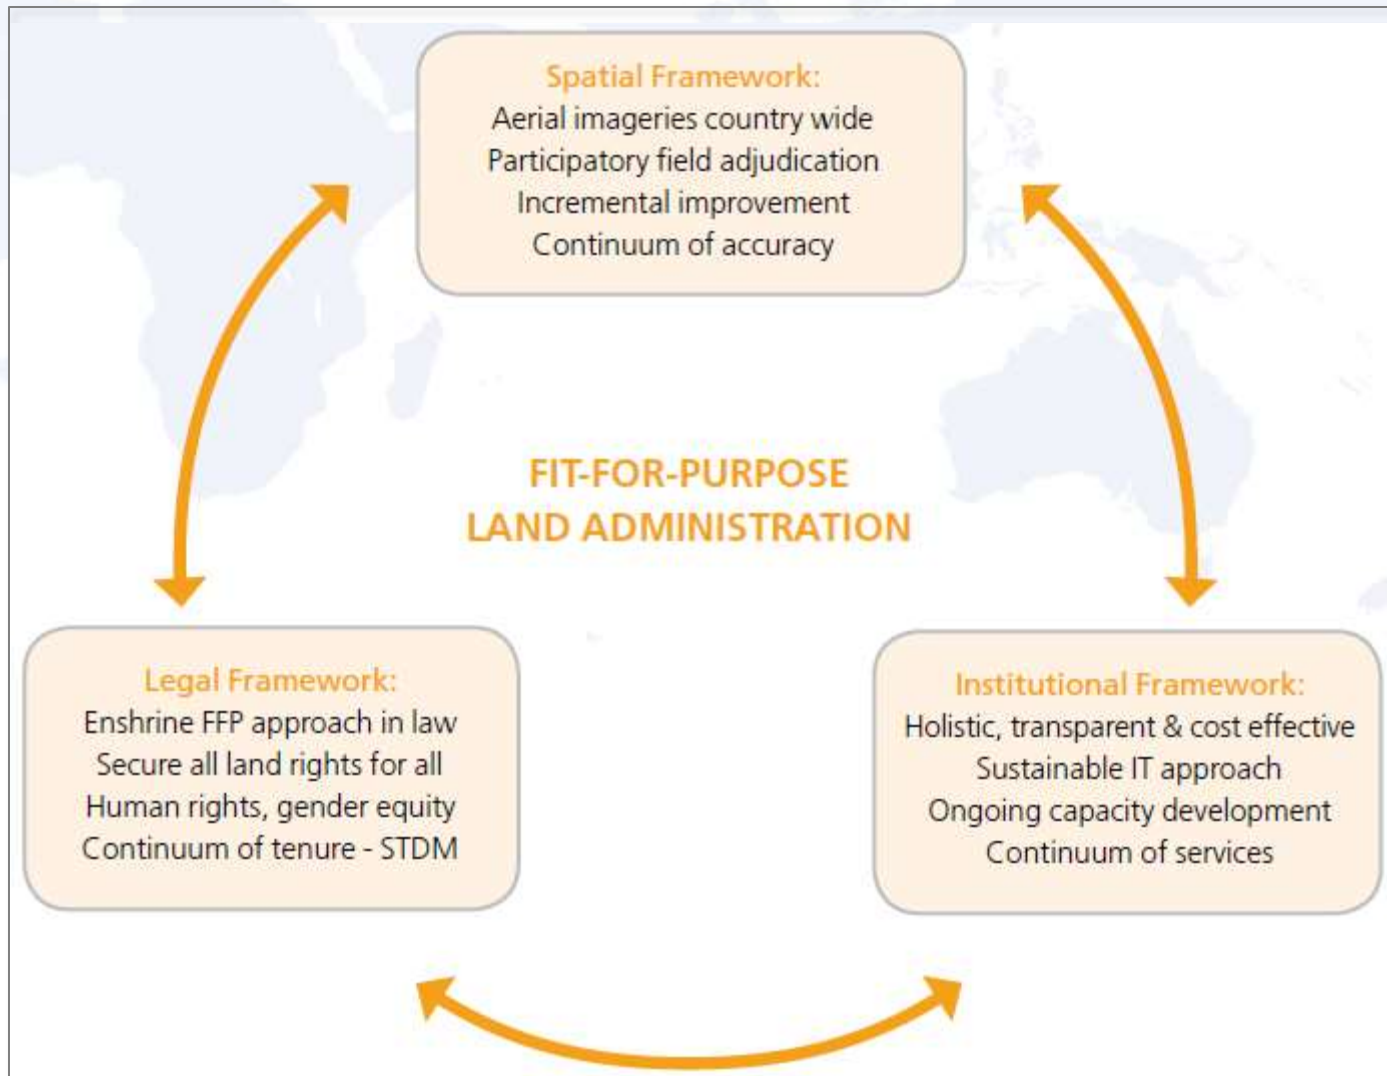 Spatial Framework:
Aerial imageries country wide
Participatory field adjudication
Incremental improvement
Continuum of accuracy
FIT-FOR-PURPOSE
LAND ADMINISTRATION
Legal Framework:
Enshrine FFP approach in law
Secure all land rights for all
Human rights, gender equity
Continuum of tenure - STDM
Institutional Framework:
Holistic, transparent & cost effective
Sustainable IT approach
Ongoing capacity development
Continuum of services